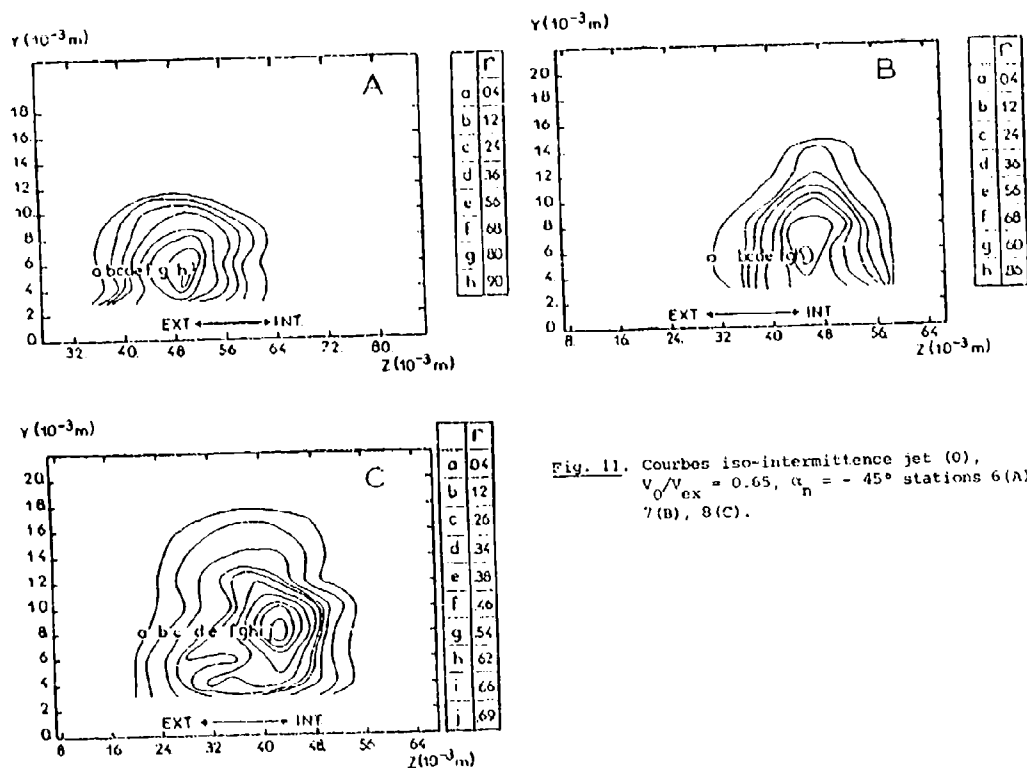 Y (10⁻³m)
A
18
16
14
12
10
8
6
4
2
0
a b c d e f g h
EXT ←→ INT.
32. 40. 48 56 64 72. 80.
Z (10⁻³m)
Γ
a .04
b .12
c .24
d .36
e .56
f .68
g .80
h .90
Y (10⁻³m)
B
20
18
16
14
12
10
8
6
4
2.
0
EXT ←→ INT
8. 16. 24. 32. 40 48 56 64
Z (10⁻³m)
Γ
a .04
b .12
c .24
d .36
e .56
f .68
g .60
h .85
Y (10⁻³m)
C
20
18
16
14
12
10
8
6
4
2
0
a b c d e f g h i j
EXT ←→ INT
8 16 24 32 40 48 56 64
Z (10⁻³m)
Γ
a .04
b .12
c .26
d .34
e .38
f .46
g .54
h .62
i .66
j .69
Fig. 11. Courbes iso-intermittence jet (0),
V₀/Vex = 0.65, αn = - 45° stations 6(A)
7(B), 8(C).